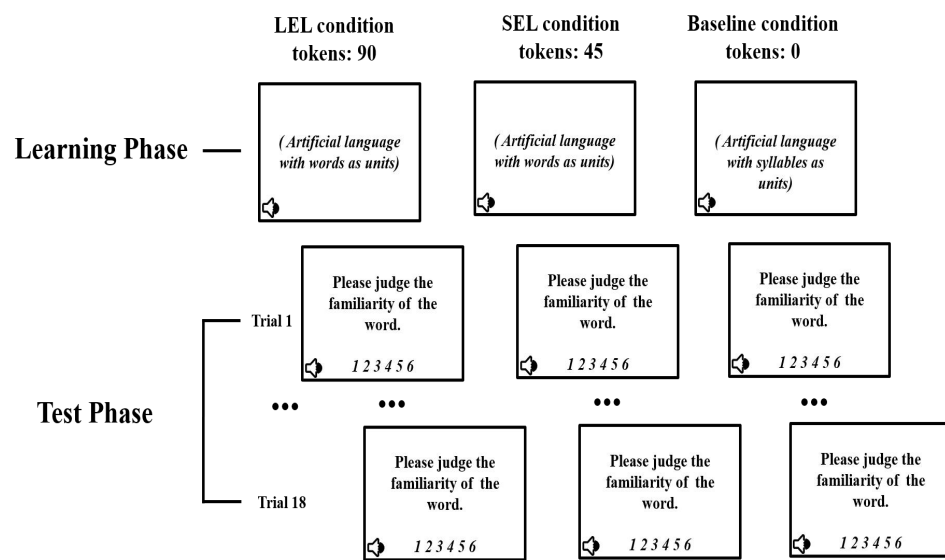 LEL condition
tokens: 90
SEL condition
tokens: 45
Baseline condition
tokens: 0
Learning Phase
( Artificial language
with words as units)
( Artificial language
with words as units)
( Artificial language
with syllables as
units)
Test Phase
Trial 1
Please judge the
familiarity of the
word.
1 2 3 4 5 6
Please judge the
familiarity of the
word.
1 2 3 4 5 6
Please judge the
familiarity of the
word.
1 2 3 4 5 6
•••
•••
•••
•••
Trial 18
Please judge the
familiarity of the
word.
1 2 3 4 5 6
Please judge the
familiarity of the
word.
1 2 3 4 5 6
Please judge the
familiarity of the
word.
1 2 3 4 5 6